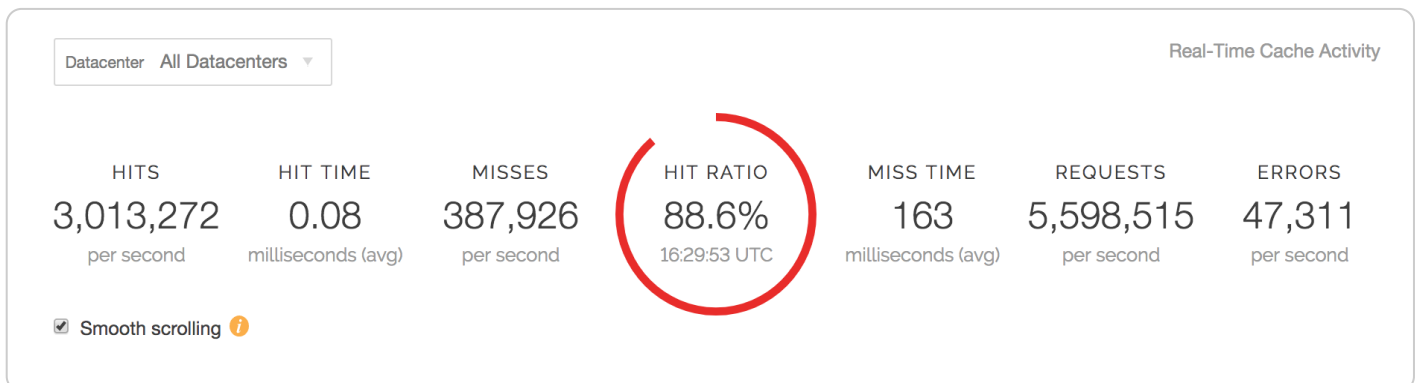 Datacenter All Datacenters
Real-Time Cache Activity
HITS
3,013,272
per second
HIT TIME
0.08
milliseconds (avg)
MISSES
387,926
per second
HIT RATIO
88.6%
16:29:53 UTC
MISS TIME
163
milliseconds (avg)
REQUESTS
5,598,515
per second
ERRORS
47,311
per second
Smooth scrolling i